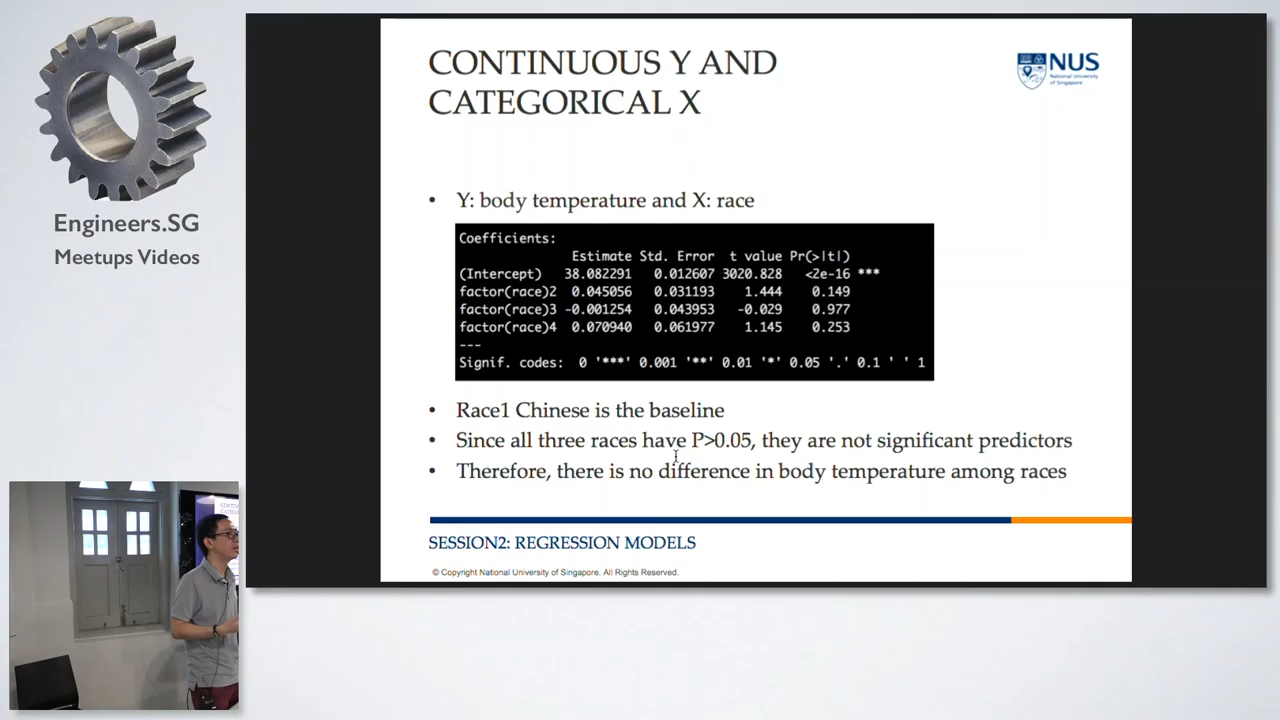 CONTINUOUS Y AND
CATEGORICAL X
NUS
National University
of Singapore
Engineers.SG
Meetups Videos
• Y: body temperature and X: race
Coefficients:
Estimate Std. Error t value Pr(>|t|)
(Intercept) 38.082291 0.012607 3020.828 <2e-16 ***
factor(race)2 0.045056 0.031193 1.444 0.149
factor(race)3 -0.001254 0.043953 -0.029 0.977
factor(race)4 0.070940 0.061977 1.145 0.253
---
Signif. codes: 0 '***' 0.001 '**' 0.01 '*' 0.05 '.' 0.1 ' ' 1
• Race1 Chinese is the baseline
• Since all three races have P>0.05, they are not significant predictors
• Therefore, there is no difference in body temperature among races
SESSION2: REGRESSION MODELS
© Copyright National University of Singapore. All Rights Reserved.